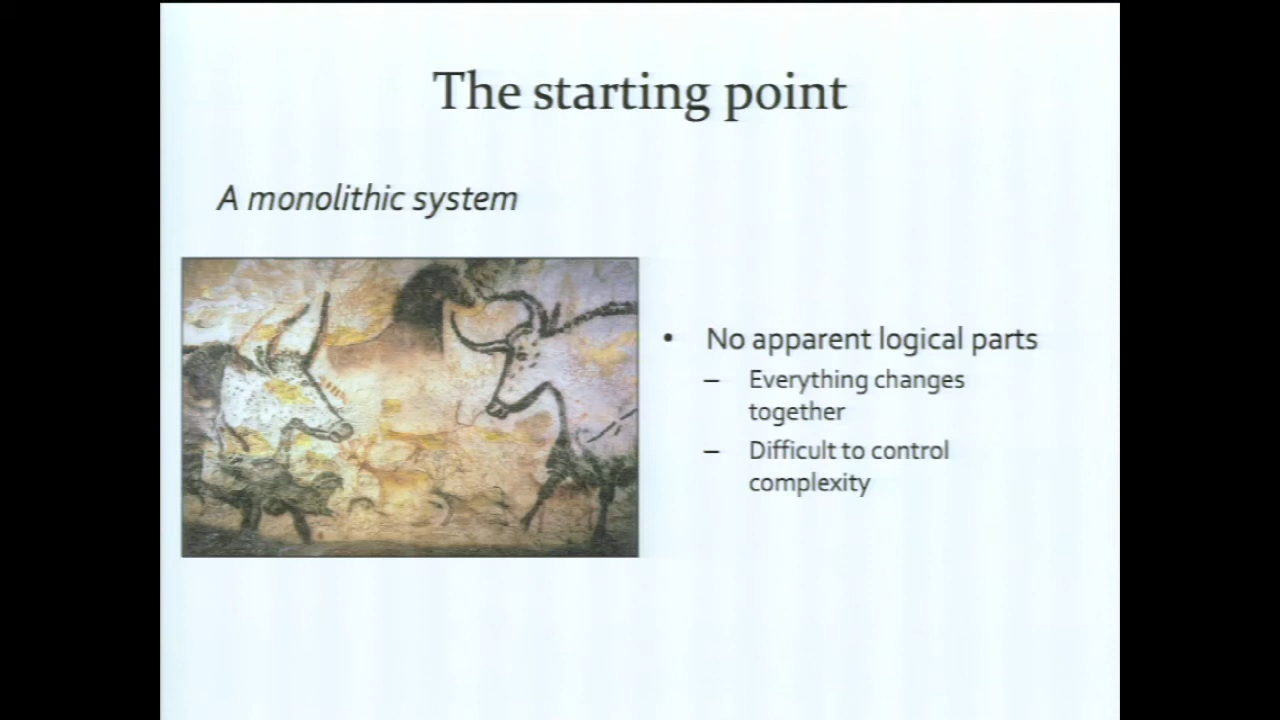 The starting point
A monolithic system
• No apparent logical parts
– Everything changes
together
– Difficult to control
complexity